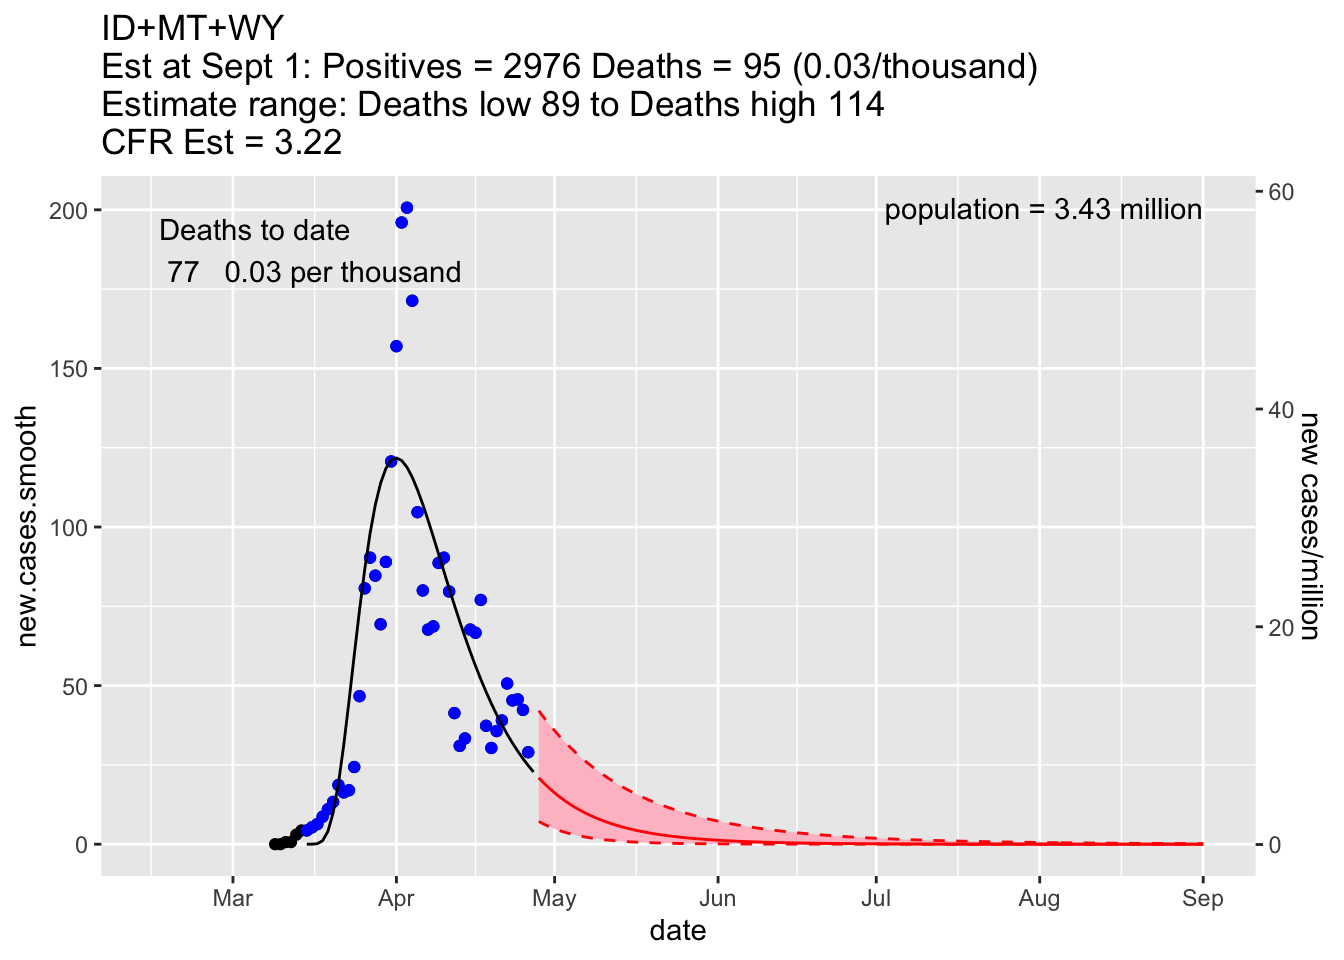 ID+MT+WY
Est at Sept 1: Positives = 2976 Deaths = 95 (0.03/thousand)
Estimate range: Deaths low 89 to Deaths high 114
CFR Est = 3.22
Deaths to date
77 0.03 per thousand
population = 3.43 million
200
150
100
50
0
new.cases.smooth
60
40
20
0
new cases/million
Mar Apr May Jun Jul Aug Sep
date